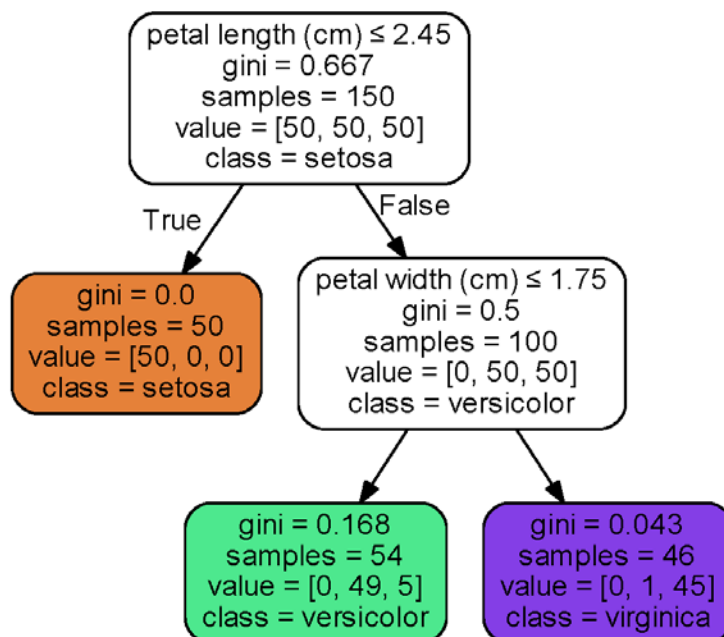 petal length (cm) ≤ 2.45
gini = 0.667
samples = 150
value = [50, 50, 50]
class = setosa
True
False
gini = 0.0
samples = 50
value = [50, 0, 0]
class = setosa
petal width (cm) ≤ 1.75
gini = 0.5
samples = 100
value = [0, 50, 50]
class = versicolor
gini = 0.168
samples = 54
value = [0, 49, 5]
class = versicolor
gini = 0.043
samples = 46
value = [0, 1, 45]
class = virginica